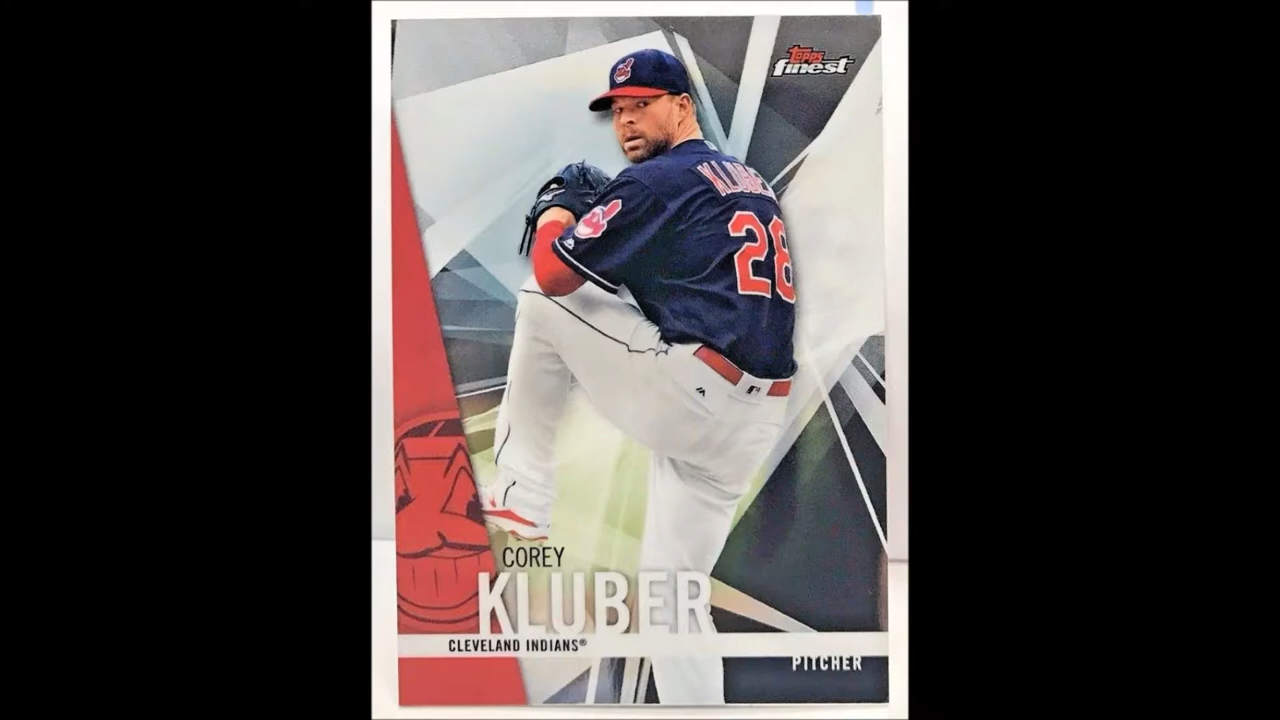 TOPPS
finest
KLUBER
28
COREY
KLUBER
CLEVELAND INDIANS®
PITCHER